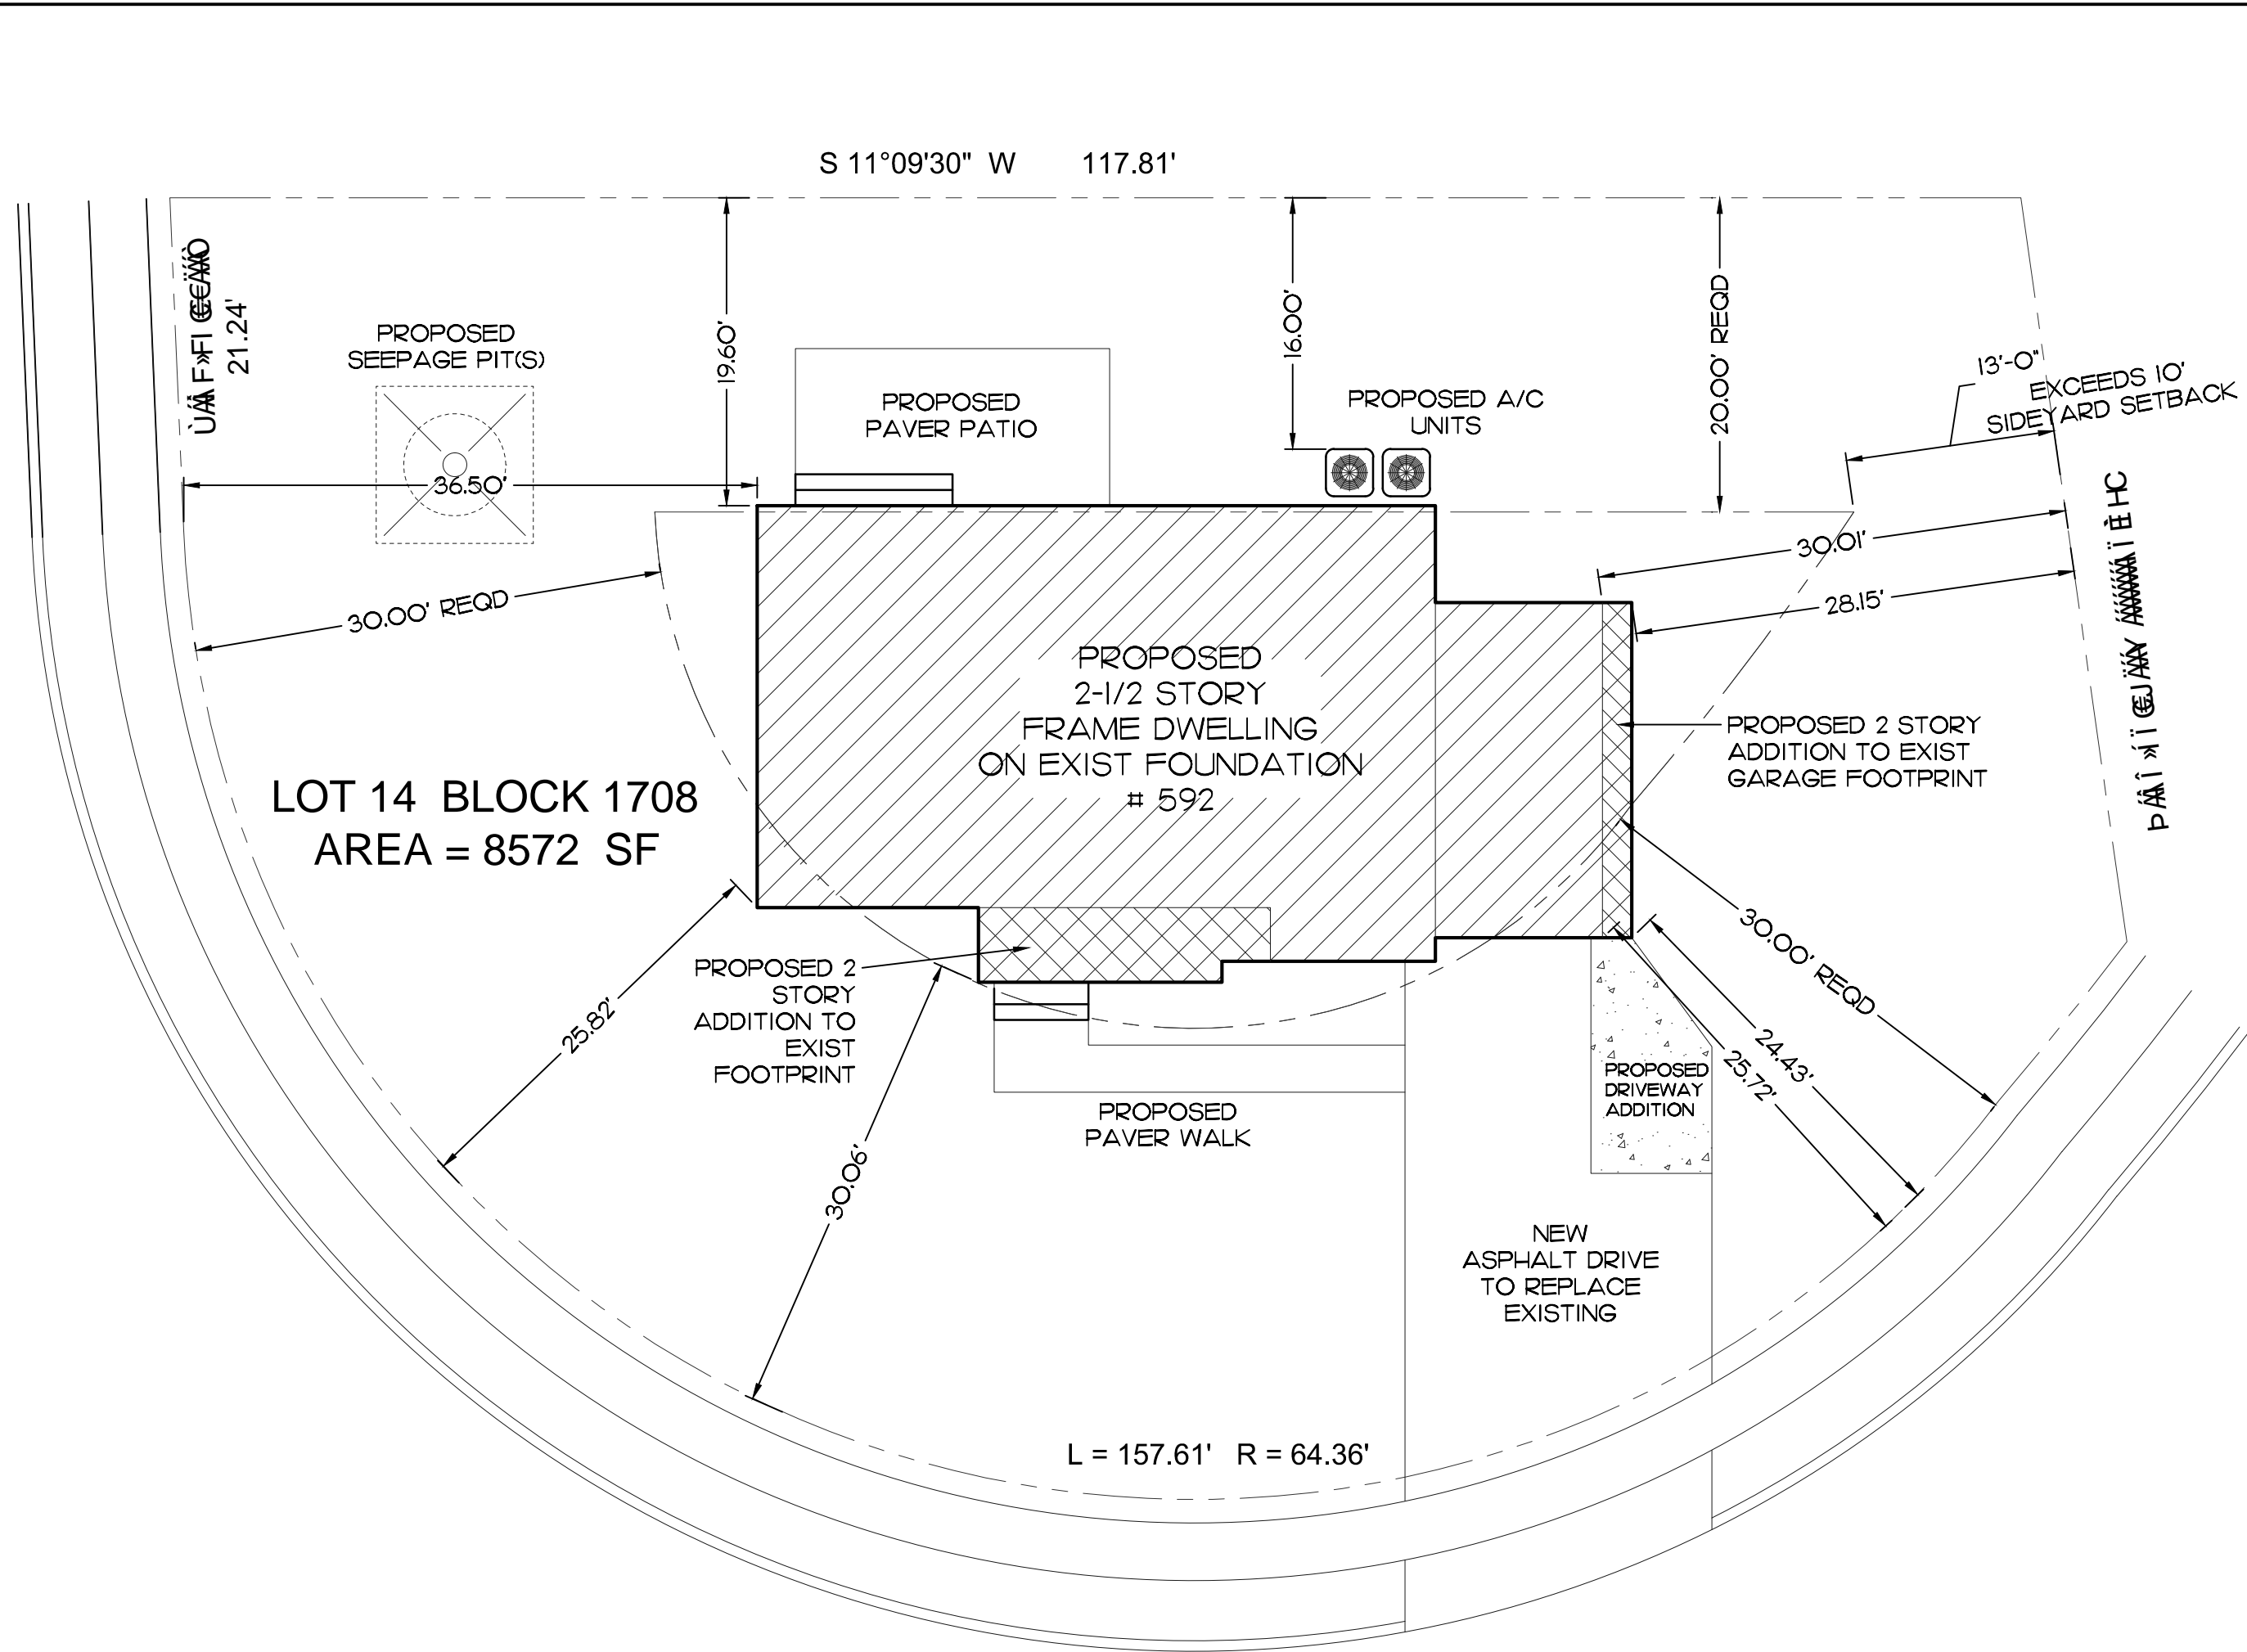 S 11°09'30" W 117.81'
21.24'
PROPOSED
SEEPAGE PIT(S)
36.50'
19.60'
PROPOSED
PAVER PATIO
16.00'
PROPOSED A/C
UNITS
20.00' REQD
13'-0"
EXCEEDS 10'
SIDEYARD SETBACK
30.01'
28.15'
30.00' REQD
PROPOSED
2-1/2 STORY
FRAME DWELLING
ON EXIST FOUNDATION
# 592
PROPOSED 2 STORY
ADDITION TO EXIST
GARAGE FOOTPRINT
LOT 14 BLOCK 1708
AREA = 8572 SF
25.82'
PROPOSED 2
STORY
ADDITION TO
EXIST
FOOTPRINT
30.06'
30.00' REQD
24.43'
25.72'
PROPOSED
DRIVEWAY
ADDITION
PROPOSED
PAVER WALK
NEW
ASPHALT DRIVE
TO REPLACE
EXISTING
L = 157.61' R = 64.36'